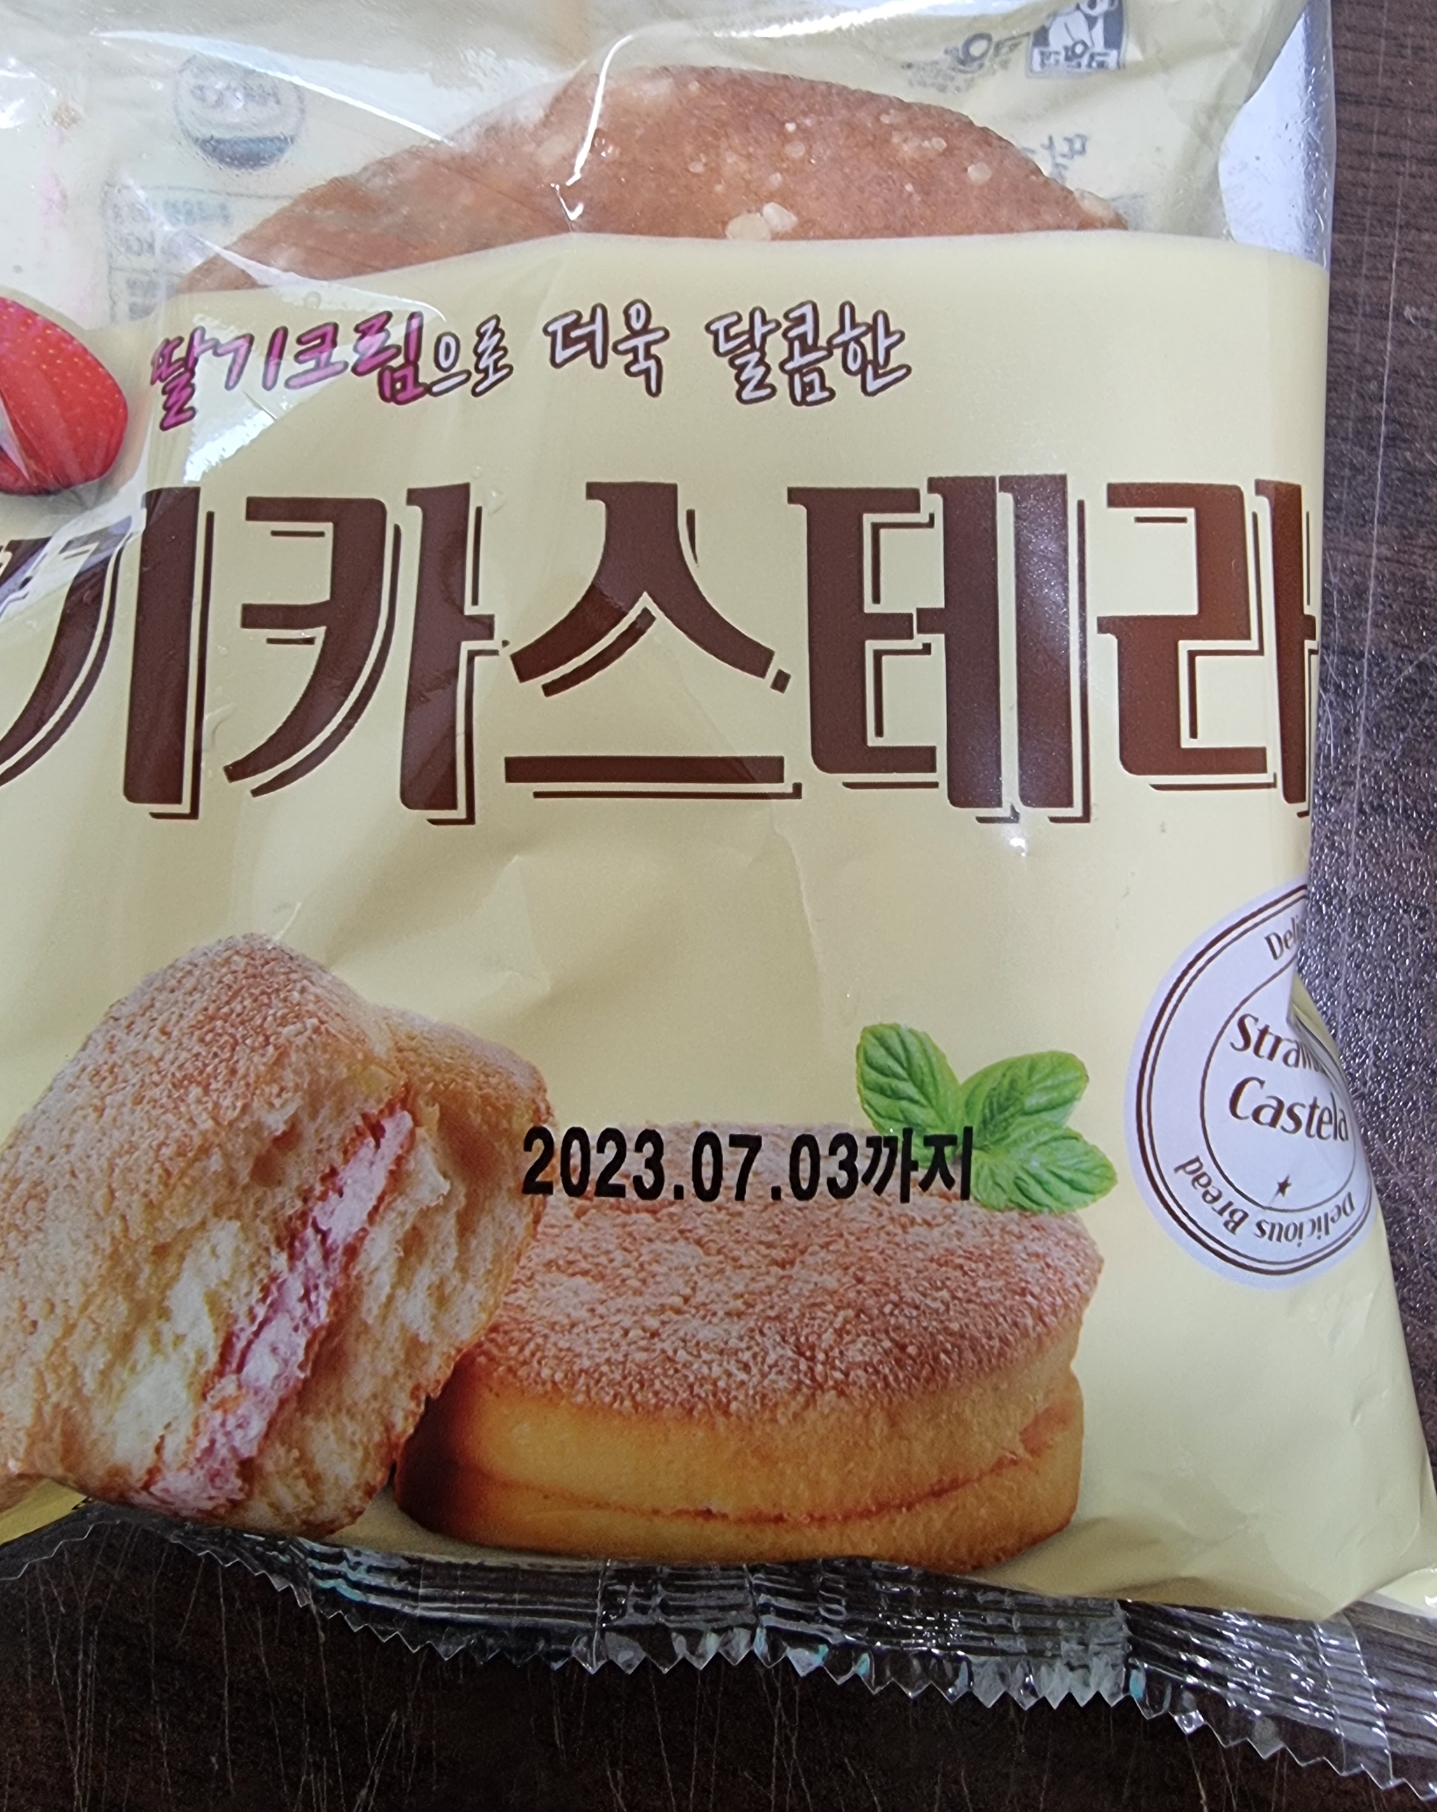 딸기크림으로 더욱 달콤한
기카스테라
2023.07.03까지
Castela
Delicious Bread